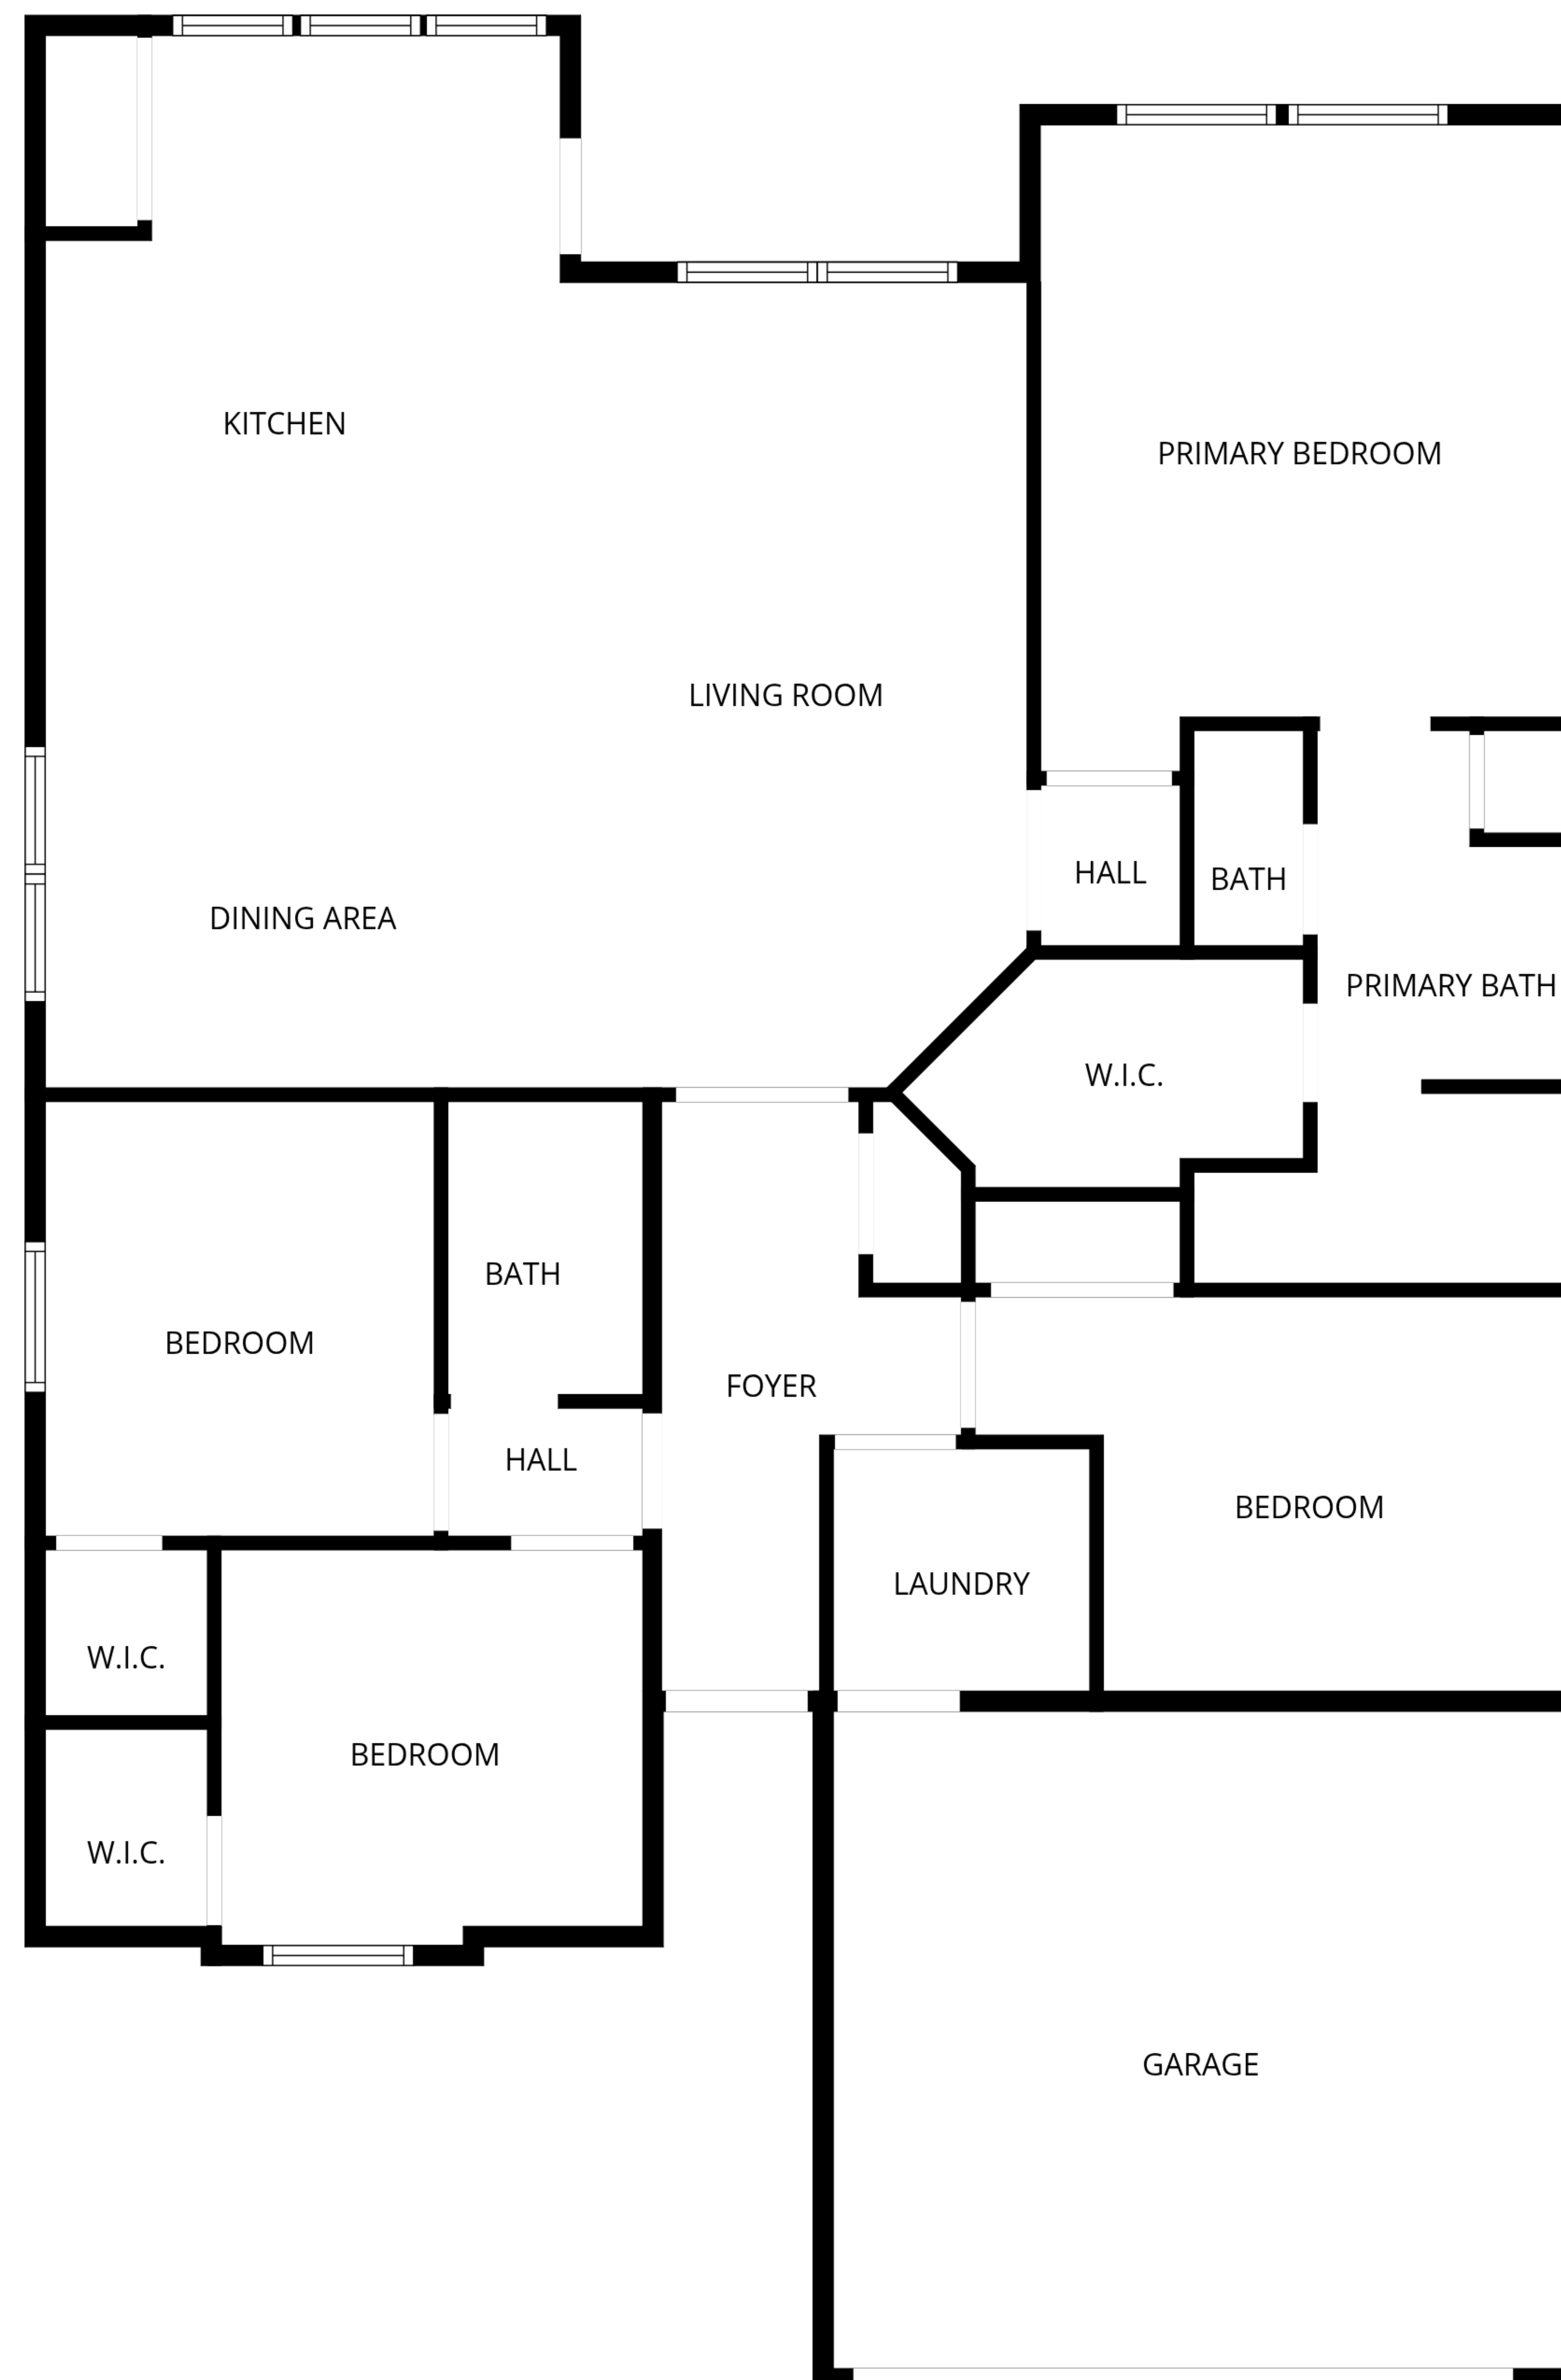 KITCHEN
PRIMARY BEDROOM
LIVING ROOM
HALL
BATH
DINING AREA
PRIMARY BATH
W.I.C.
BATH
BEDROOM
FOYER
HALL
BEDROOM
LAUNDRY
W.I.C.
BEDROOM
W.I.C.
GARAGE